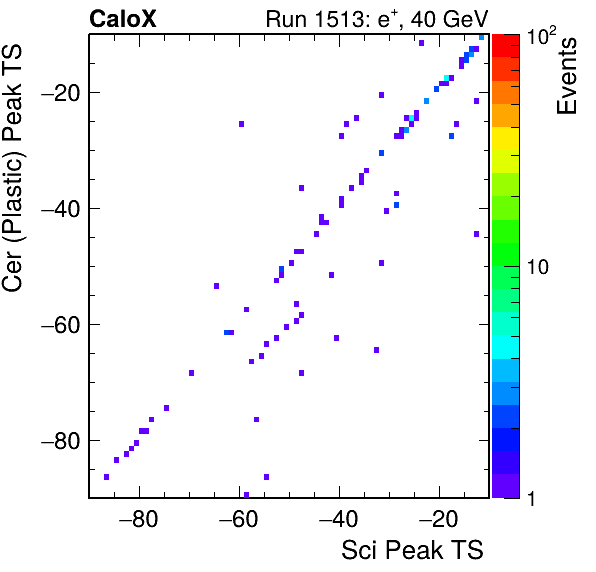 CaloX Run 1513: e⁺, 40 GeV
Cer (Plastic) Peak TS
Events
10²
10
1
−20
−40
−60
−80
−80 −60 −40 −20
Sci Peak TS